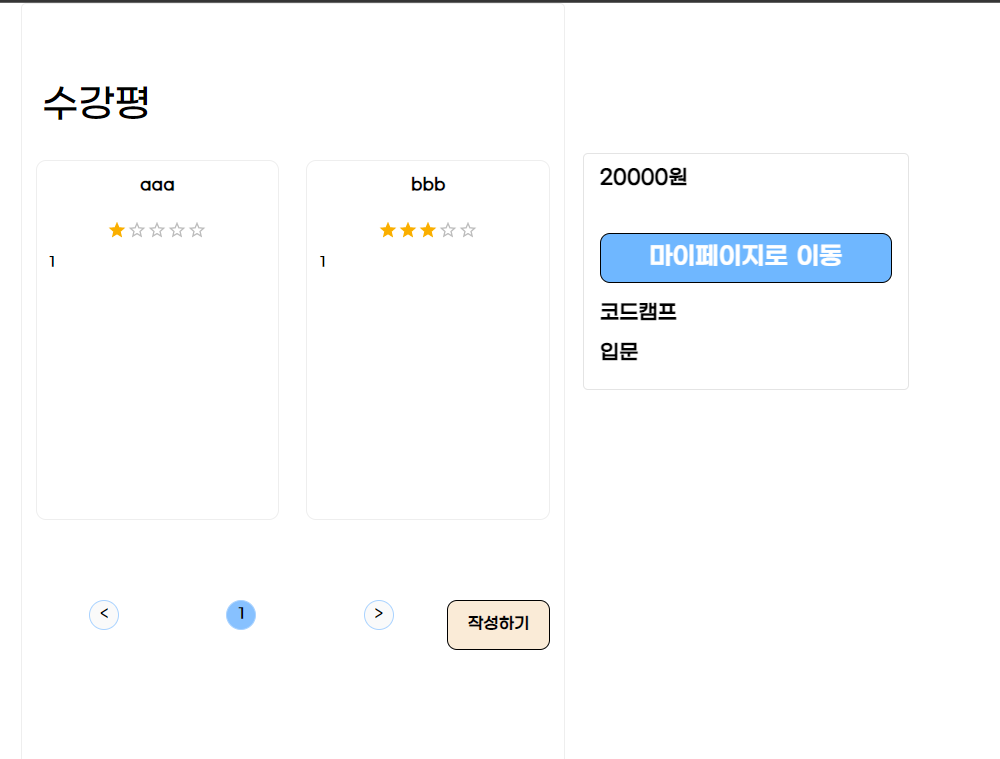 수강평
aaa
1
bbb
1
< 1 >
작성하기
20000원
마이페이지로 이동
코드캠프
입문